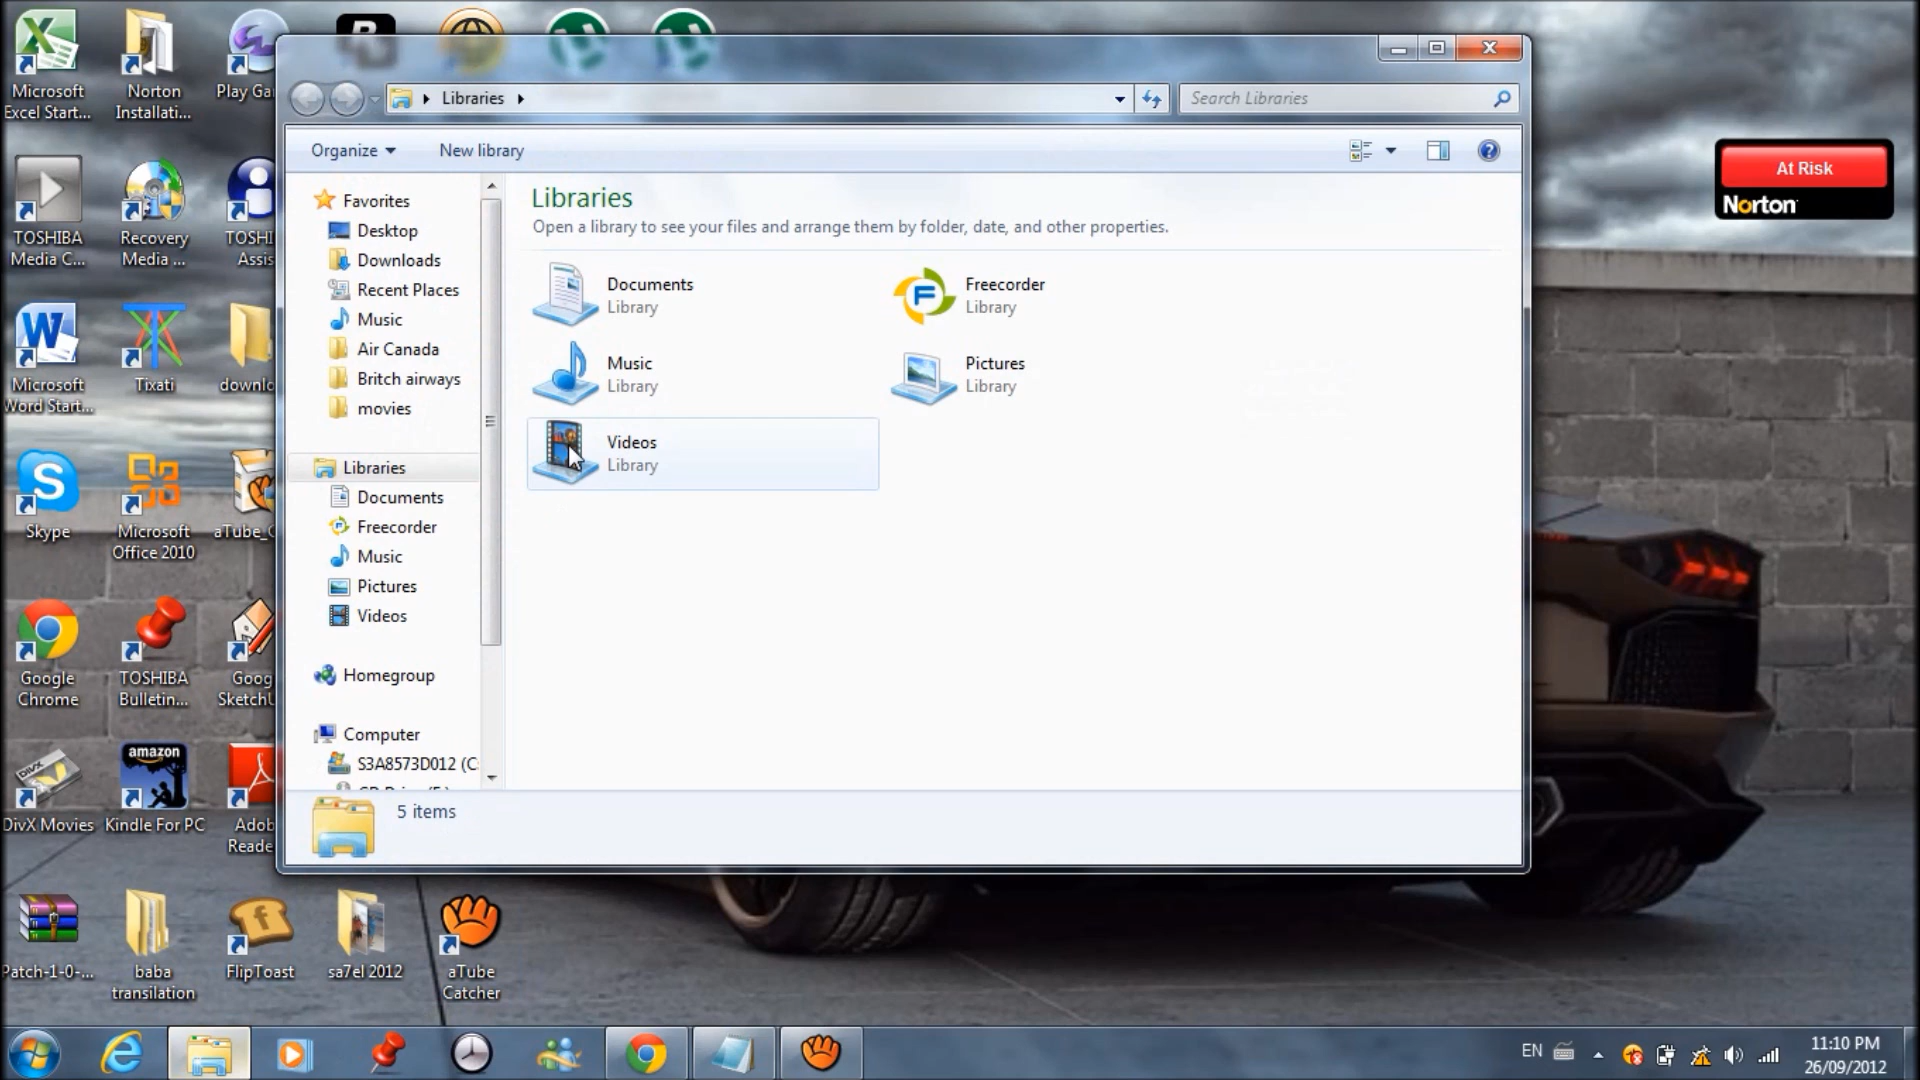 Microsoft
Excel Start...
Norton
Installati...
Play Ga
TOSHIBA
Media C...
Recovery
Media ...
TOSHI
Assis
Microsoft
Word Start...
Tixati
downlo
Skype
Microsoft
Office 2010
aTube_C
Google
Chrome
TOSHIBA
Bulletin...
Goog
SketchU
DivX Movies
amazon
Kindle For PC
Adob
Reade
Patch-1-0-...
baba
transilation
FlipToast
sa7el 2012
aTube
Catcher
Libraries
Search Libraries
Organize
New library
Favorites
Desktop
Downloads
Recent Places
Music
Air Canada
Britch airways
movies
Libraries
Documents
Freecorder
Music
Pictures
Videos
Homegroup
Computer
S3A8573D012 (C:
Libraries
Open a library to see your files and arrange them by folder, date, and other properties.
Documents
Library
Freecorder
Library
Music
Library
Pictures
Library
Videos
Library
5 items
At Risk
Norton
EN
11:10 PM
26/09/2012